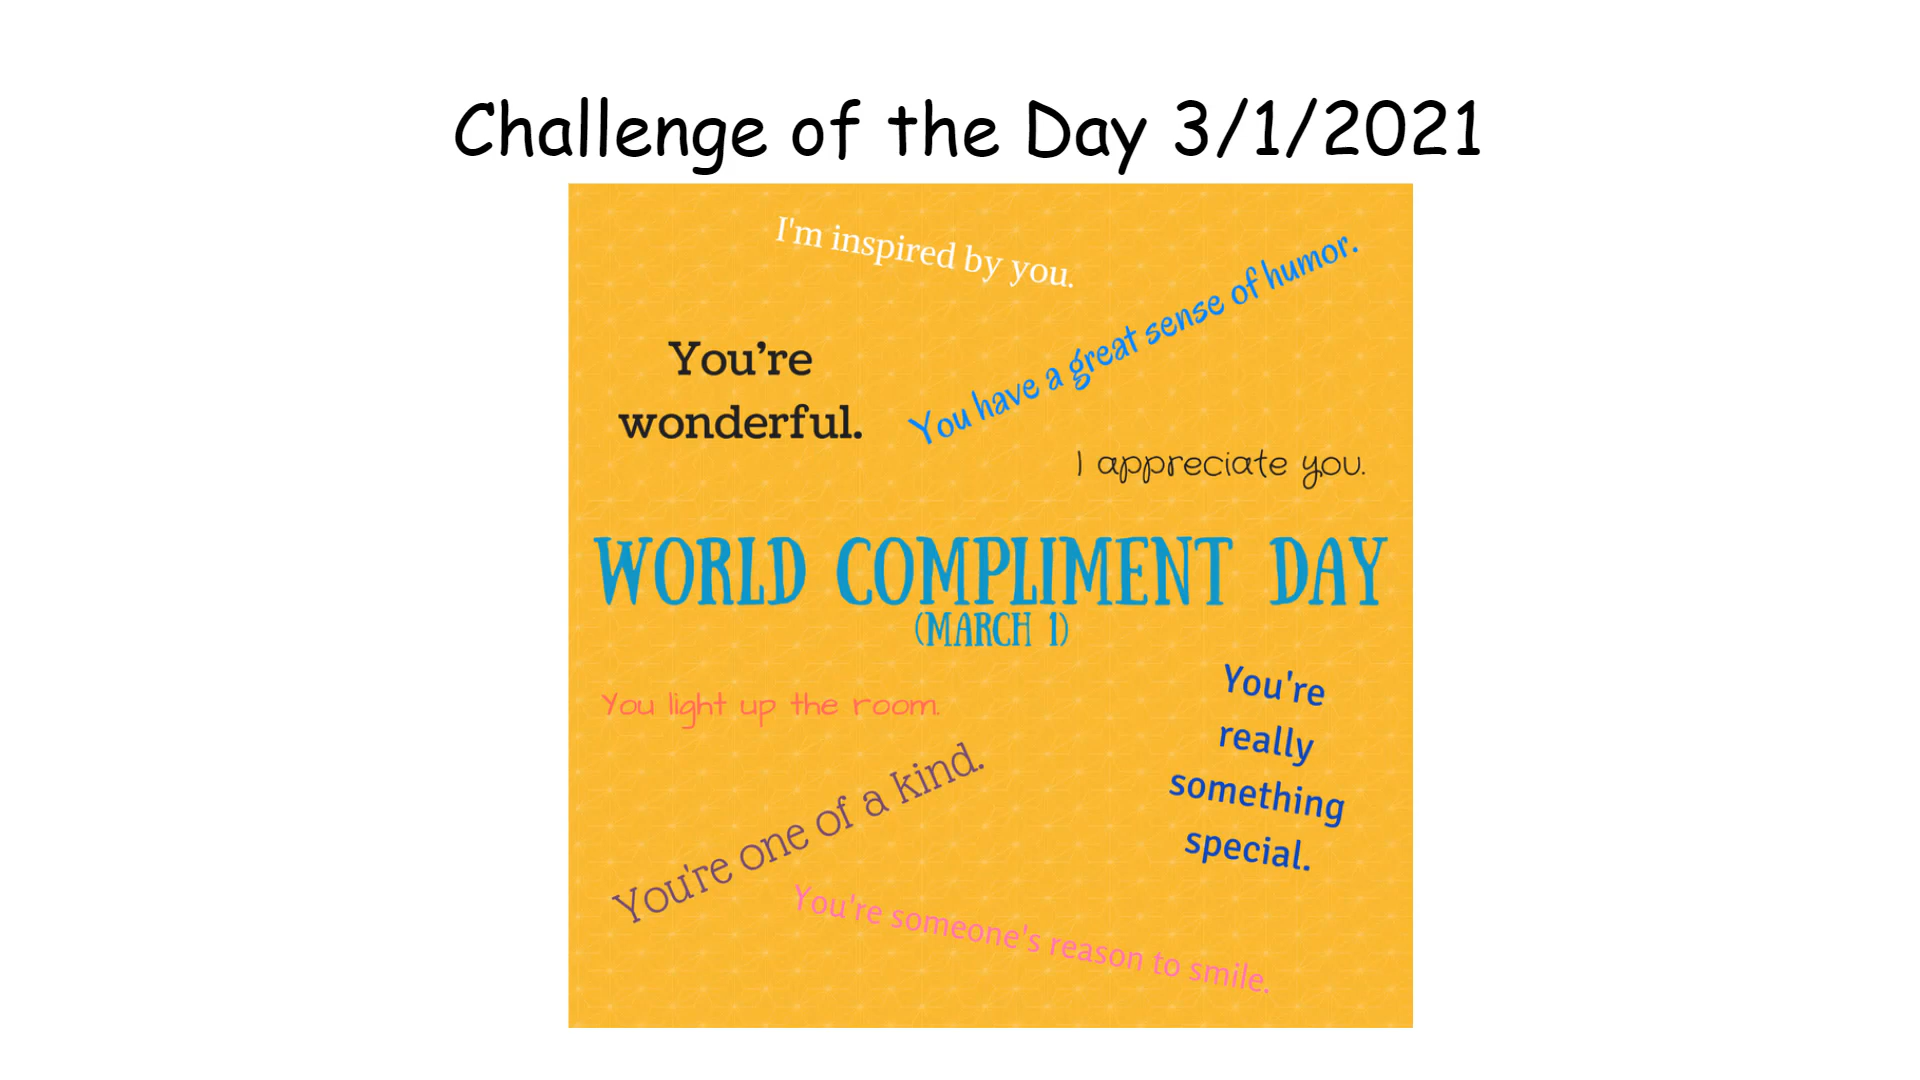 Challenge of the Day 3/1/2021
I'm inspired by you.
You have a great sense of humor.
You’re
wonderful.
I appreciate you.
WORLD COMPLIMENT DAY
(MARCH 1)
You light up the room.
You're
really
something
special.
You're one of a kind.
You're someone's reason to smile.